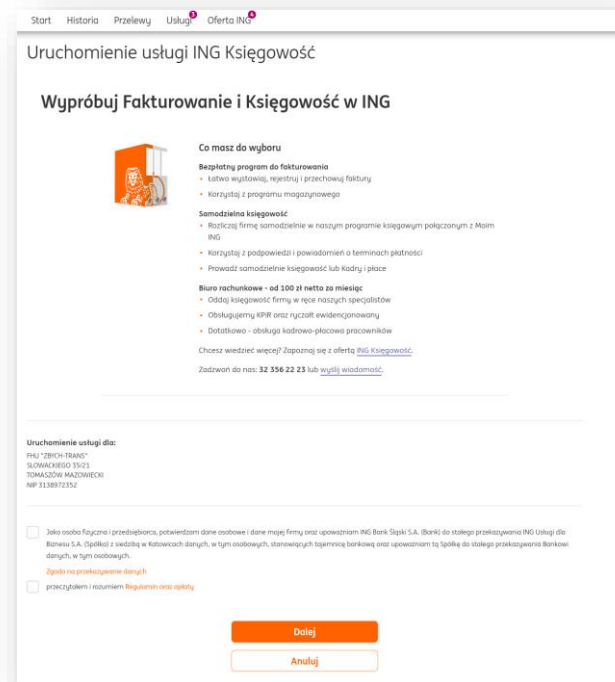 Start Historia Przelewy Usługi 3 Oferta ING 4
Uruchomienie usługi ING Księgowość
Wypróbuj Fakturowanie i Księgowość w ING
Co masz do wyboru
Bezpłatny program do fakturowania
• Łatwo wystawiaj, rejestruj i przechowuj faktury
• Korzystaj z programu magazynowego
Samodzielna księgowość
• Rozliczaj firmę samodzielnie w naszym programie księgowym połączonym z Moim
ING
• Korzystaj z podpowiedzi i powiadomień o terminach płatności
• Prowadź samodzielnie księgowość lub Kadry i płace
Biuro rachunkowe - od 100 zł netto za miesiąc
• Oddaj księgowość firmy w ręce naszych specjalistów
• Obsługujemy KPiR oraz ryczałt ewidencjonowany
• Dotatkowo - obsługa kadrowo-płacowa pracowników
Chcesz wiedzieć więcej? Zapoznaj się z ofertą ING Księgowość.
Zadzwoń do nas: 32 356 22 23 lub wyślij wiadomość.
Uruchomienie usługi dla:
FHU "ZBYCH-TRANS"
SŁOWACKIEGO 35\21
TOMASZÓW MAZOWIECKI
NIP 3138972352
Jako osoba fizyczna i przedsiębiorca, potwierdzam dane osobowe i dane mojej firmy oraz upoważniam ING Bank Śląski S.A. (Bank) do stałego przekazywania ING Usługi dla
Biznesu S.A. (Spółka) z siedzibą w Katowicach danych, w tym osobowych, stanowiących tajemnicę bankową oraz upoważniam tą Spółkę do stałego przekazywania Bankowi
danych, w tym osobowych.
Zgoda na przekazywanie danych
przeczytałem i rozumiem Regulamin oraz opłaty
Dalej
Anuluj